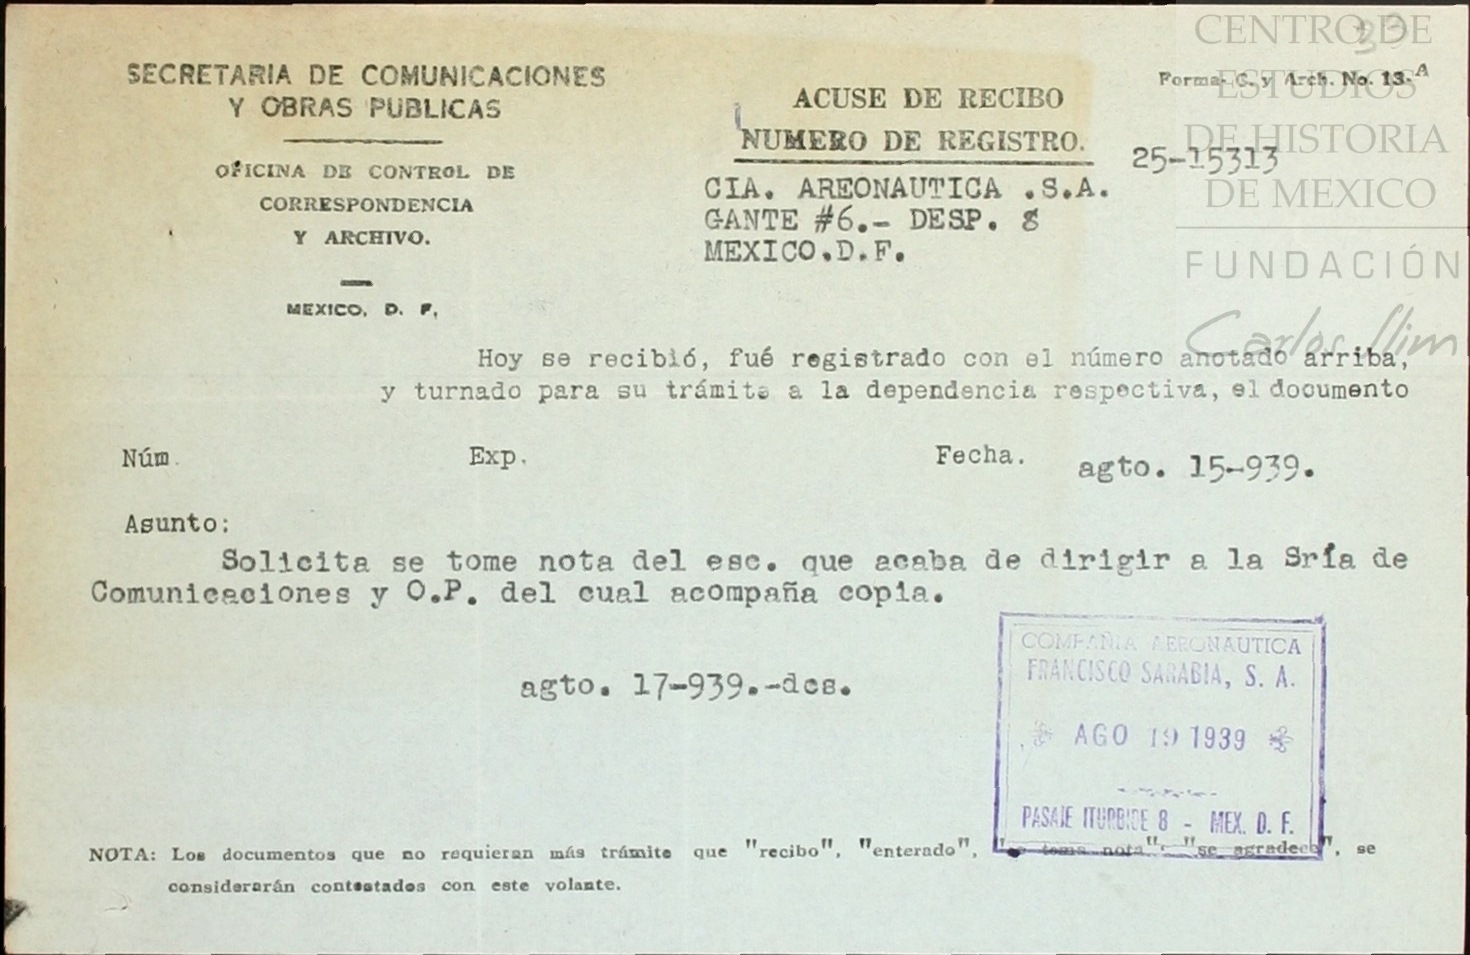 SECRETARIA DE COMUNICACIONES
Y OBRAS PUBLICAS
OFICINA DE CONTROL DE
CORRESPONDENCIA
Y ARCHIVO.
MEXICO, D. F.
ACUSE DE RECIBO
NUMERO DE REGISTRO.
Forma C. y Arch. No. 13-A
25-15313
CIA. AREONAUTICA .S.A.
GANTE #6.- DESP. 8
MEXICO.D.F.
CENTRO DE
ESTUDIOS
DE HISTORIA
DE MEXICO
FUNDACIÓN
Carlos Slim
Hoy se recibió, fué registrado con el número anotado arriba,
y turnado para su trámite a la dependencia respectiva, el documento
Núm. Exp. Fecha. agto. 15-939.
Asunto:
Solicita se tome nota del esc. que acaba de dirigir a la Sría de
Comunicaciones y O.P. del cual acompaña copia.
agto. 17-939.-dcs.
COMPAÑIA AERONAUTICA
FRANCISCO SARABIA, S. A.
AGO 19 1939
PASAJE ITURBIDE 8 - MEX. D. F.
NOTA: Los documentos que no requieran más trámite que "recibo", "enterado", "se toma nota", "se agradece", se
considerarán contestados con este volante.